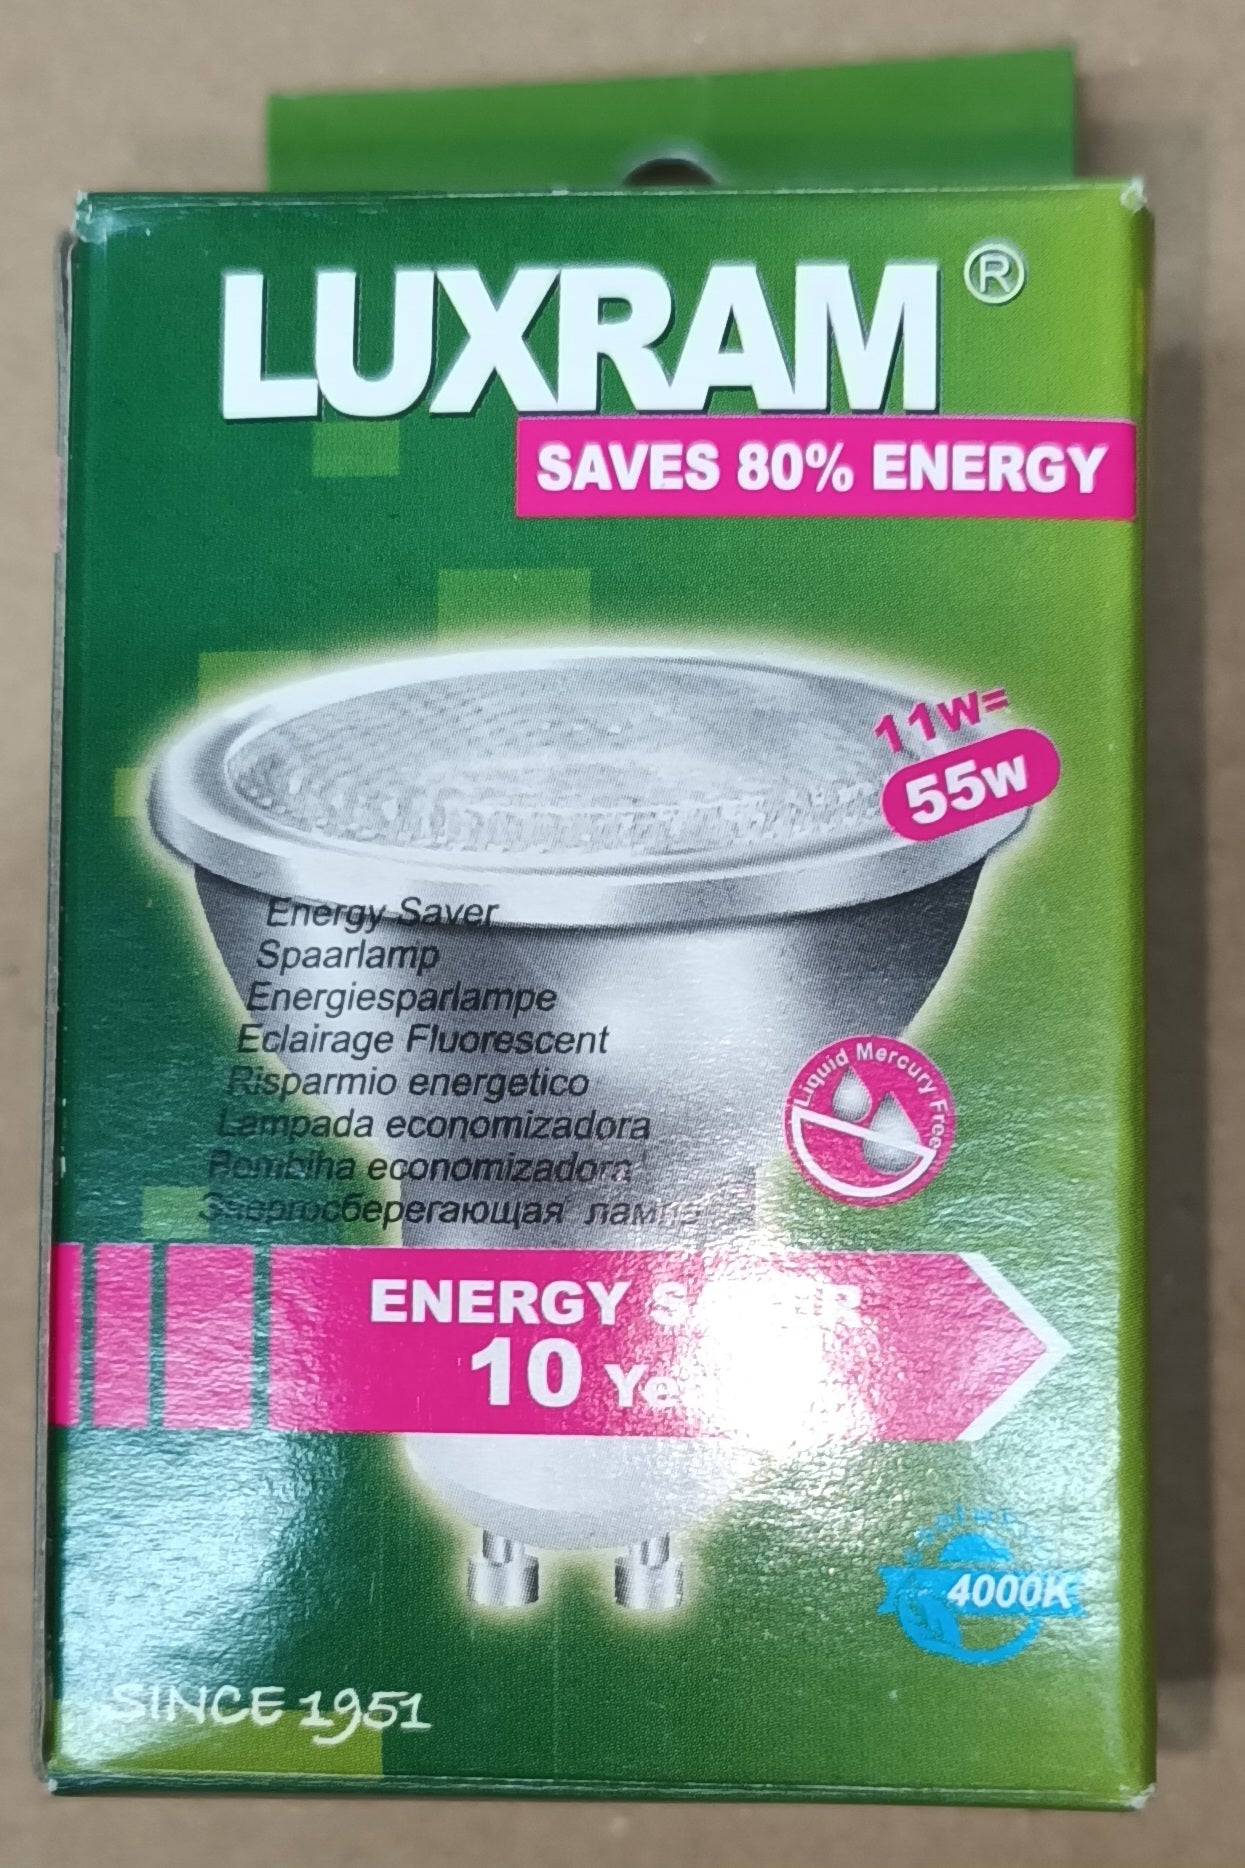 LUXRAM®
SAVES 80% ENERGY
11w=
55w
Energy Saver
Spaarlamp
Energiesparlampe
Eclairage Fluorescent
Risparmio energetico
Lampada economizadora
economizadora
Liquid Mercury Free
ENERGY
10
4000K
SINCE 1951